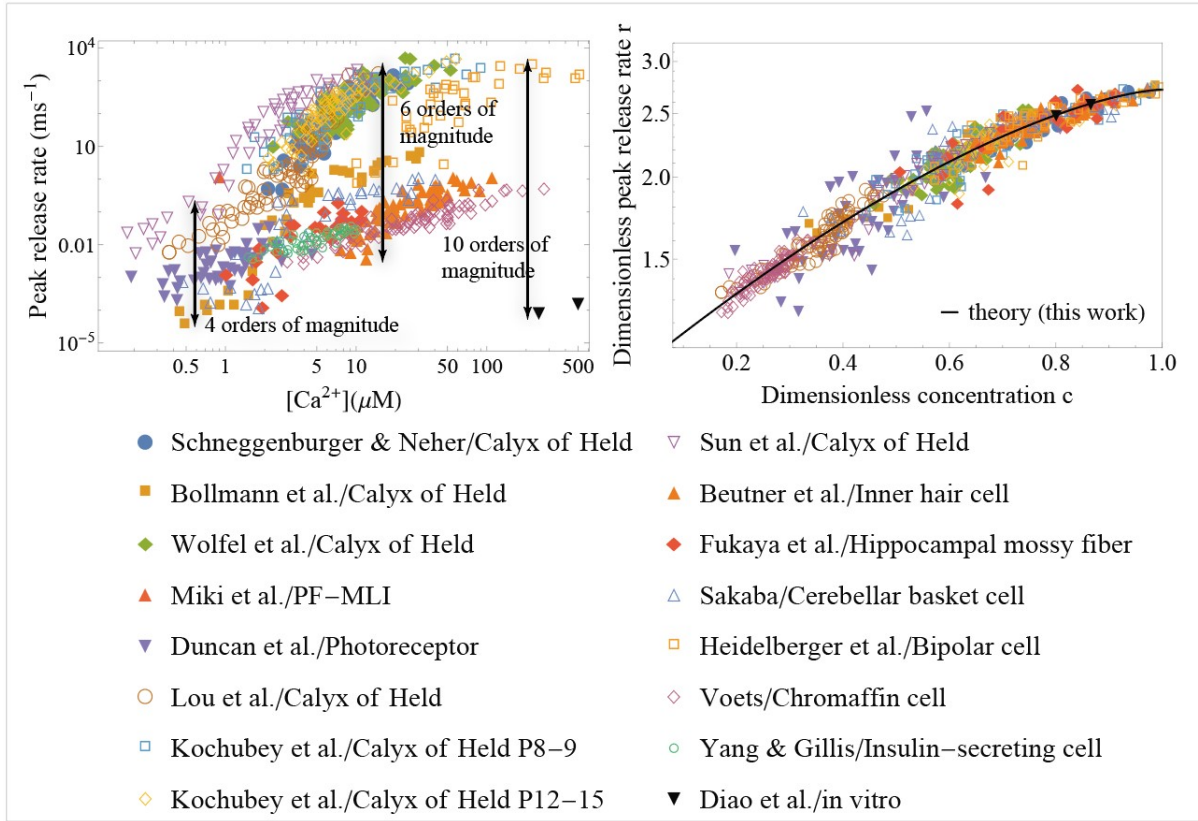 Peak release rate (ms⁻¹)
10⁴
10
0.01
10⁻⁵
6 orders of
magnitude
10 orders of
magnitude
4 orders of magnitude
0.5 1 5 10 50 100 500
[Ca²⁺](μM)
Dimensionless peak release rate r
3.0
2.5
2.0
1.5
theory (this work)
0.2 0.4 0.6 0.8 1.0
Dimensionless concentration c
Schneggenburger & Neher/Calyx of Held
Sun et al./Calyx of Held
Bollmann et al./Calyx of Held
Beutner et al./Inner hair cell
Wolfel et al./Calyx of Held
Fukaya et al./Hippocampal mossy fiber
Miki et al./PF−MLI
Sakaba/Cerebellar basket cell
Duncan et al./Photoreceptor
Heidelberger et al./Bipolar cell
Lou et al./Calyx of Held
Voets/Chromaffin cell
Kochubey et al./Calyx of Held P8−9
Yang & Gillis/Insulin−secreting cell
Kochubey et al./Calyx of Held P12−15
Diao et al./in vitro